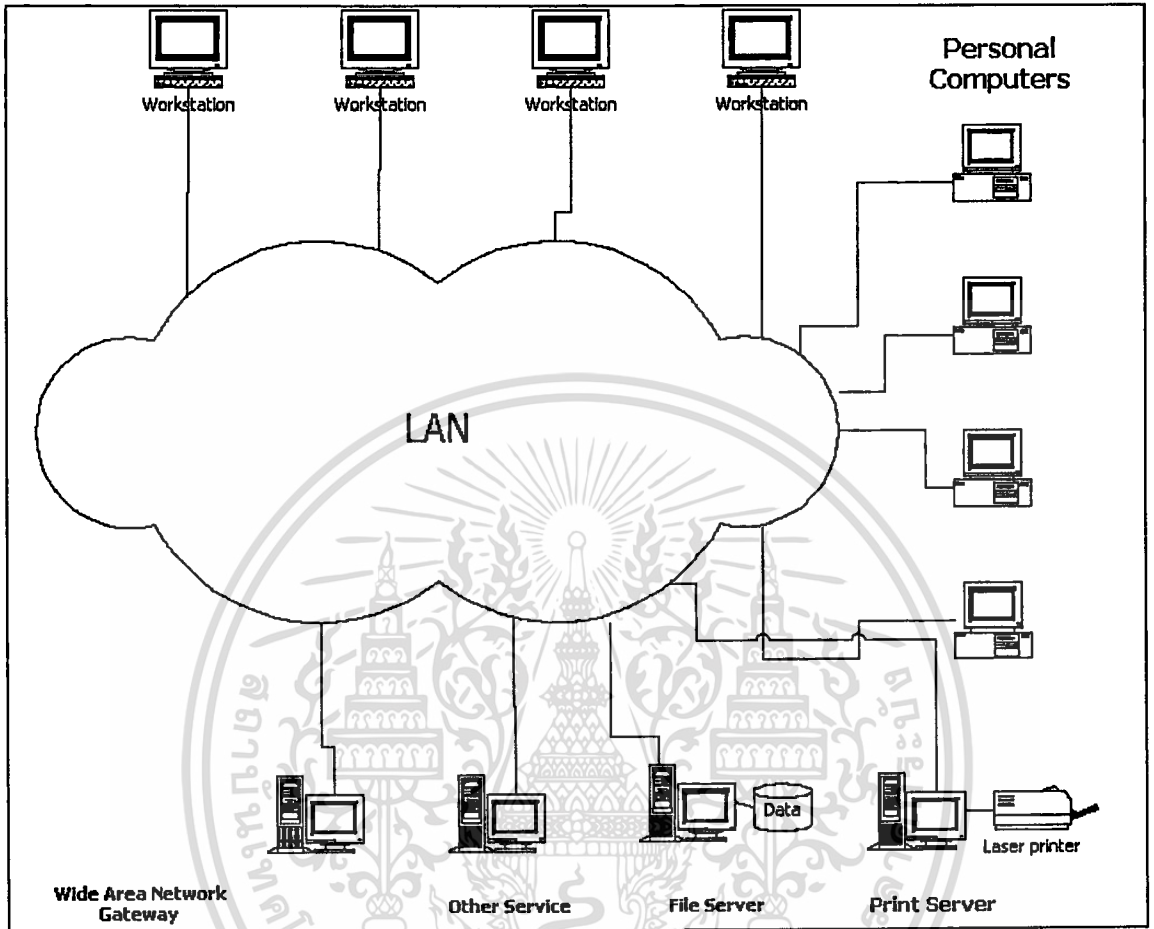 Workstation
Workstation
Workstation
Workstation
Personal
Computers
LAN
Data
Laser printer
Wide Area Network
Gateway
Other Service
File Server
Print Server